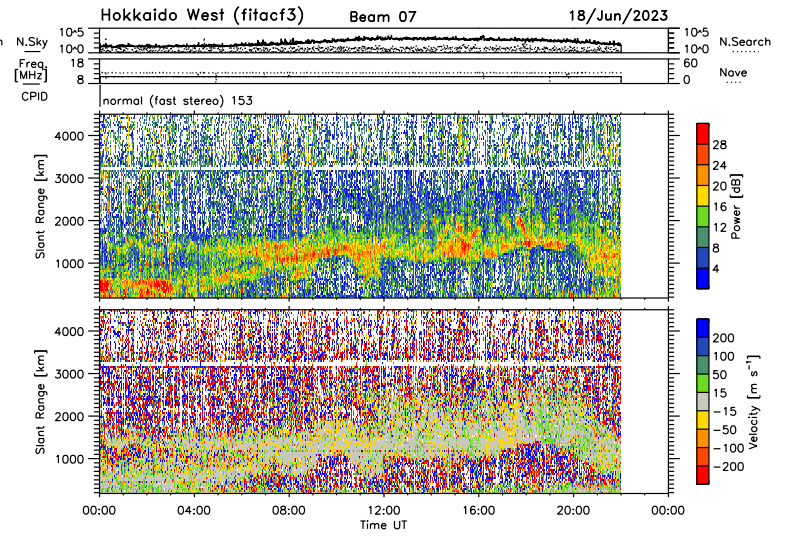 Hokkaido West (fitacf3) Beam 07 18/Jun/2023
N.Sky 10^5 10^0 10^5 10^0 N.Search
Freq. [MHz] 18 8 60 0 Nave
CPID normal (fast stereo) 153
Slant Range [km] 4000 3000 2000 1000
Power [dB] 28 24 20 16 12 8 4
Slant Range [km] 4000 3000 2000 1000
Velocity [m s⁻¹] 200 100 50 15 -15 -50 -100 -200
00:00 04:00 08:00 12:00 16:00 20:00 00:00
Time UT